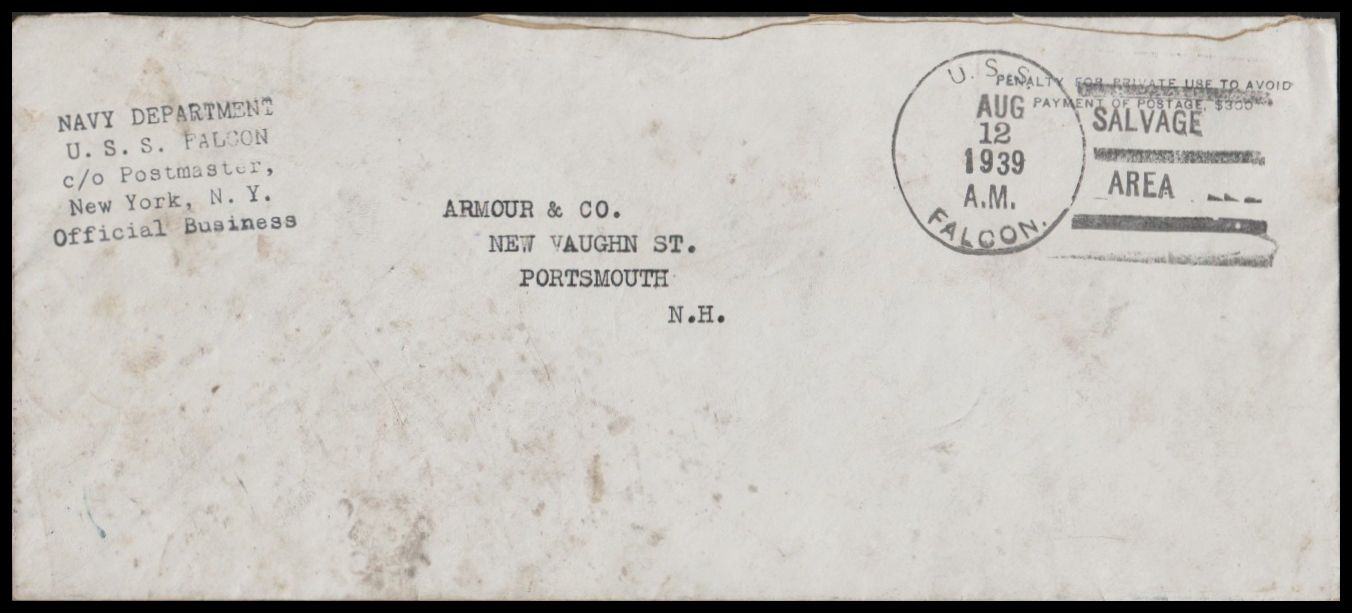 NAVY DEPARTMENT
U. S. S. FALCON
c/o Postmaster,
New York, N. Y.
Official Business
U. S. S.
AUG
12
1939
A.M.
FALCON.
PENALTY FOR PRIVATE USE TO AVOID
PAYMENT OF POSTAGE, $300
SALVAGE
AREA
ARMOUR & CO.
NEW VAUGHN ST.
PORTSMOUTH
N.H.